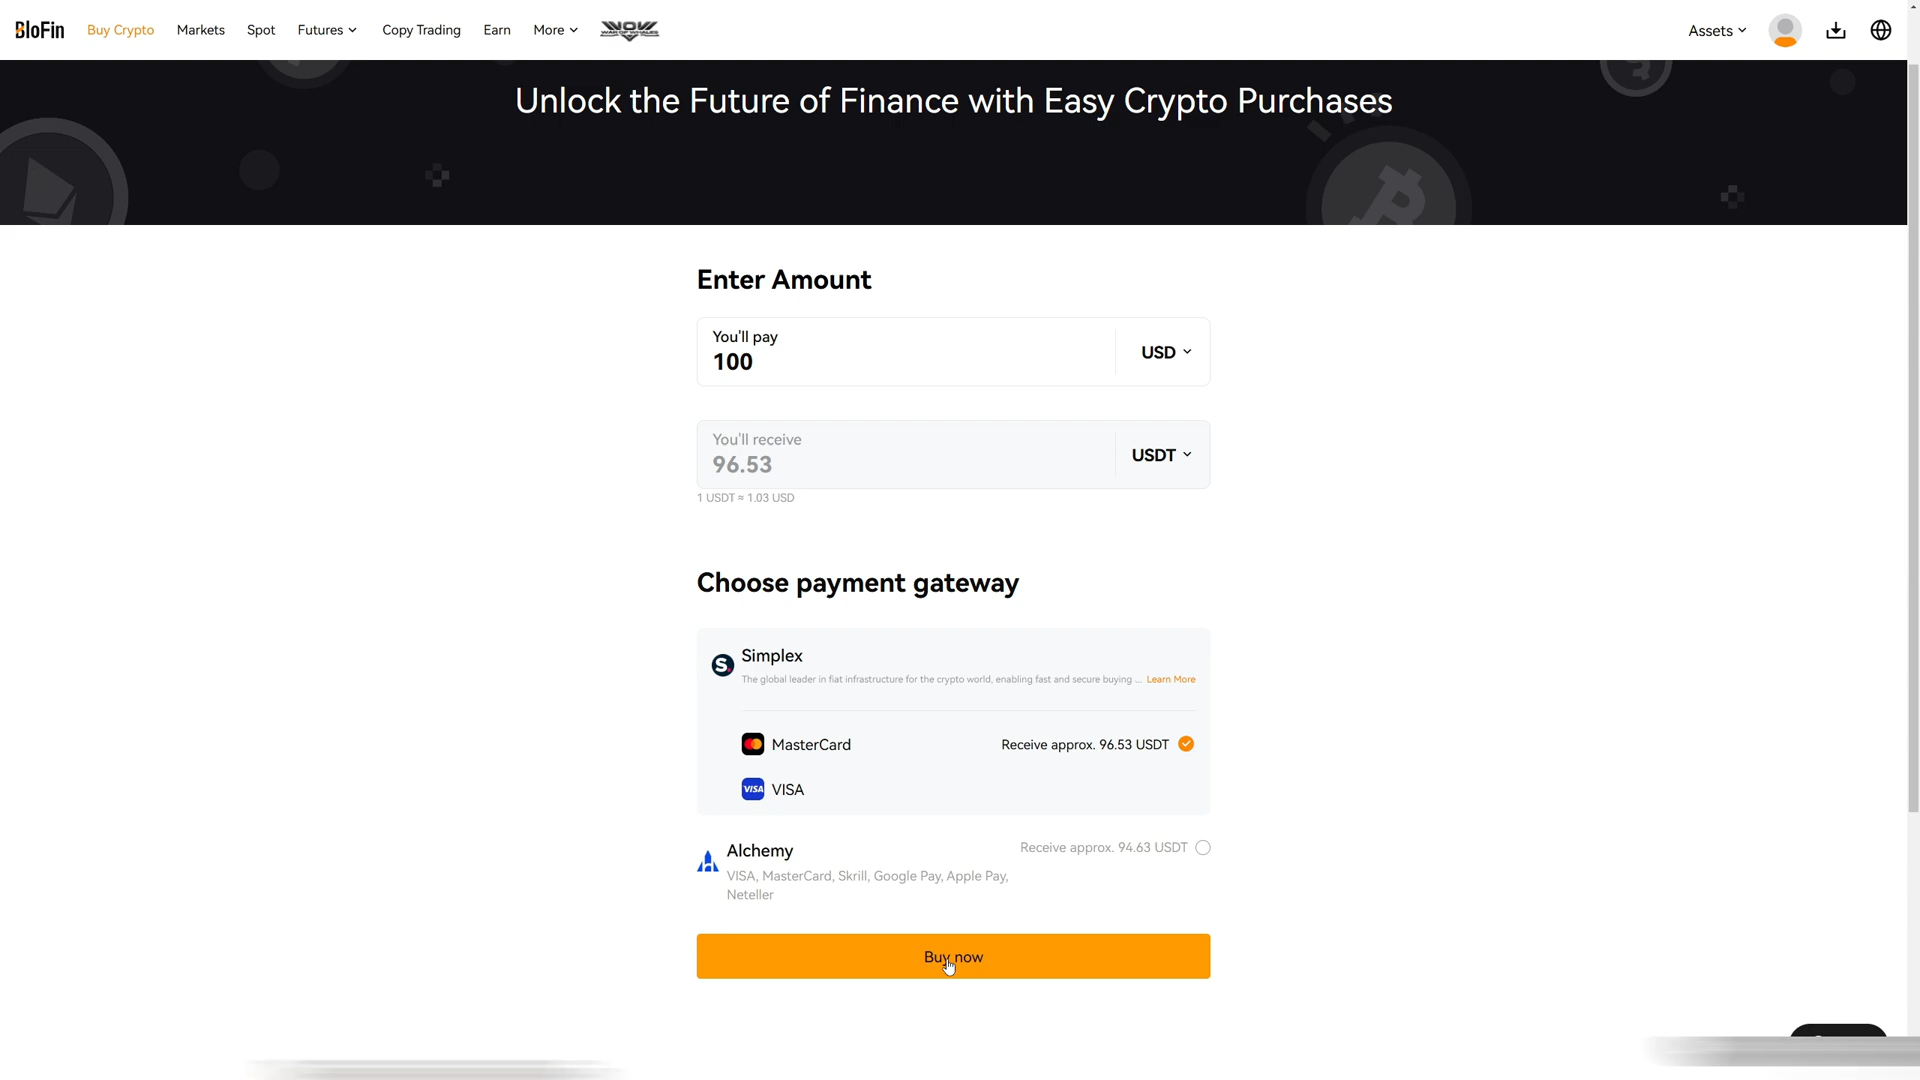 BloFin Buy Crypto Markets Spot Futures Copy Trading Earn More WOW WAR OF WHALES Assets
Unlock the Future of Finance with Easy Crypto Purchases
Enter Amount
You'll pay
100 USD
You'll receive
96.53 USDT
1 USDT ≈ 1.03 USD
Choose payment gateway
S. Simplex
The global leader in fiat infrastructure for the crypto world, enabling fast and secure buying ... Learn More
MasterCard Receive approx. 96.53 USDT
VISA VISA
Alchemy Receive approx. 94.63 USDT
VISA, MasterCard, Skrill, Google Pay, Apple Pay,
Neteller
Buy now